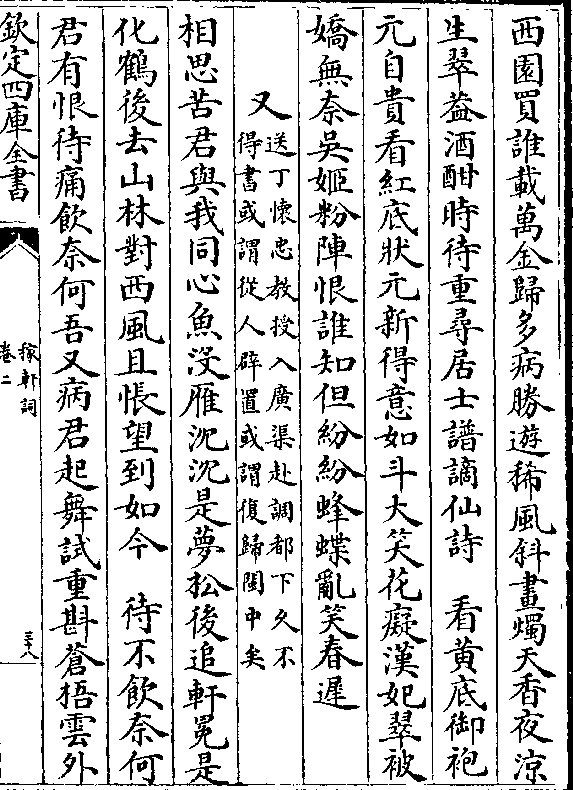 西園買誰載萬金歸多病勝遊稀風斜畫燭天香夜涼
生翠葢酒酣時待重尋居士譜謫仙詩　看黃底御袍
元自貴看紅底狀元新得意如斗大笑花癡漢妃翠被
嬌無奈吳姬粉陣恨誰知但紛紛蜂蝶亂笑春遲
又
送丁懷忠教授入廣渠赴調都下久不
得書或謂從人辟置或謂復歸閩中矣
相思苦君與我同心魚沒雁沈沈是夢松後追軒冕是
化鶴後去山林對西風且悵望到如今　待不飲奈何
君有恨待痛飲奈何吾又病君起舞試重斟蒼梧雲外
欽定四庫全書
稼軒詞
卷二
三八